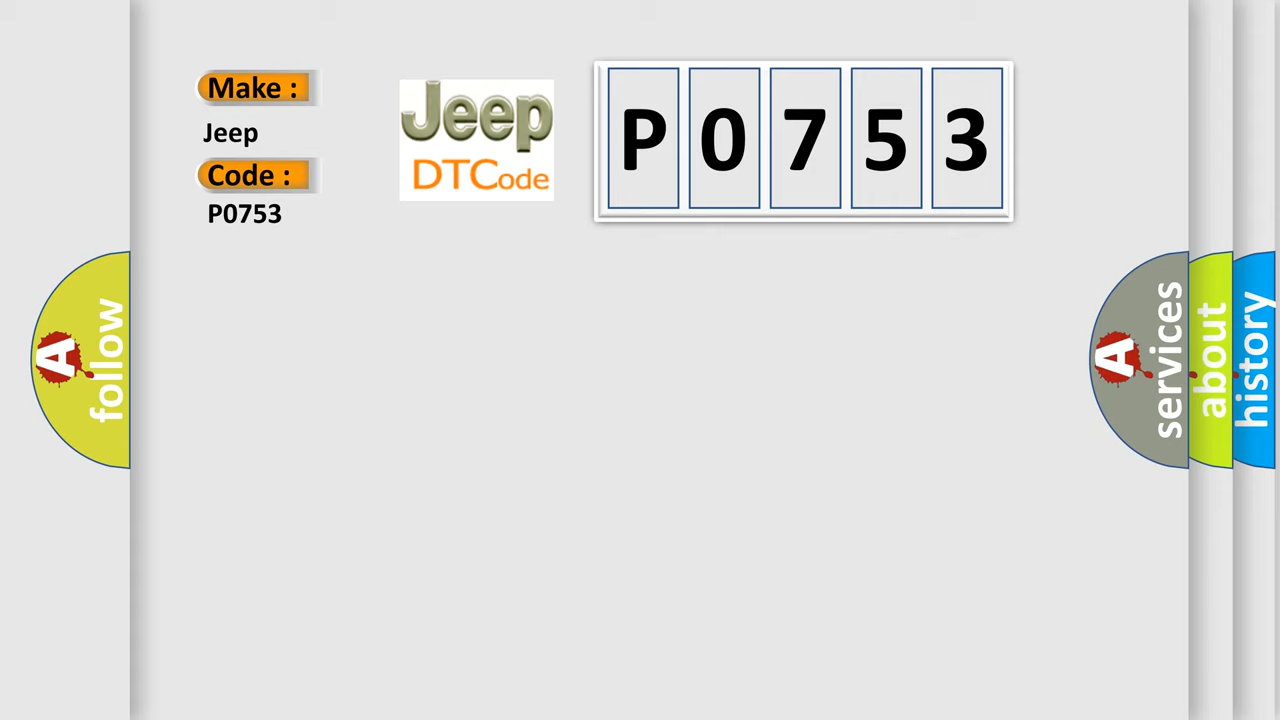 Make :
Jeep
Code :
P0753
Jeep
DTCode
P0753
A
follow
A
services
about
history